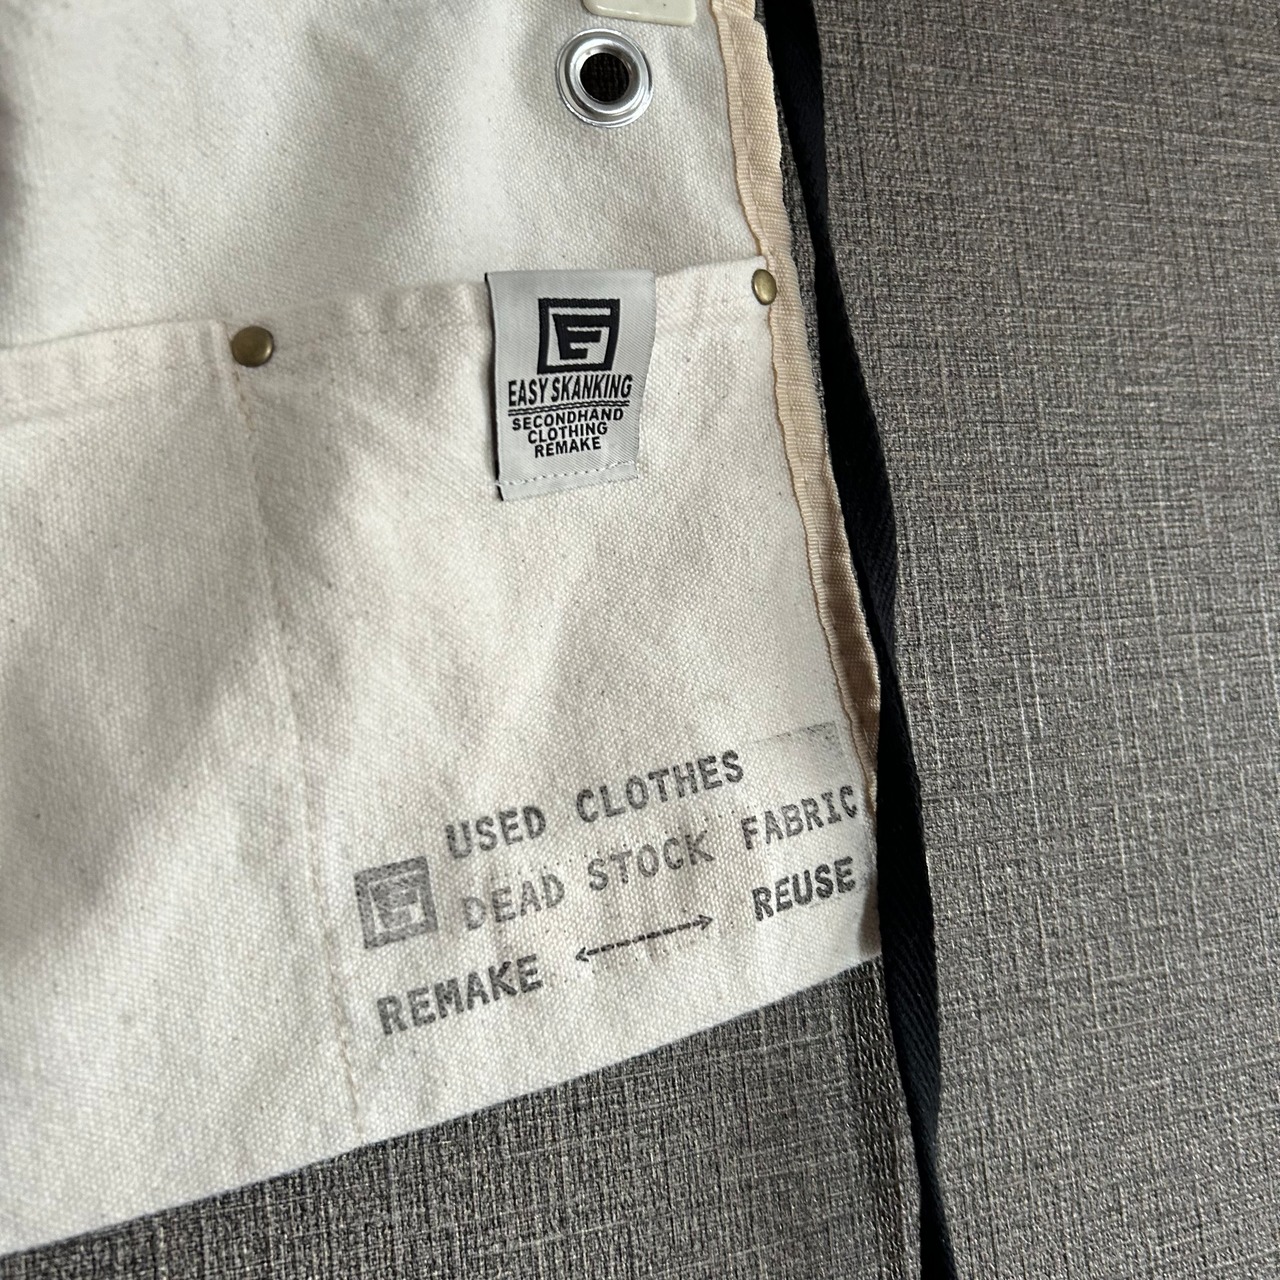 EASY SKANKING
SECONDHAND
CLOTHING
REMAKE
USED CLOTHES
DEAD STOCK FABRIC
REMAKE <----> REUSE